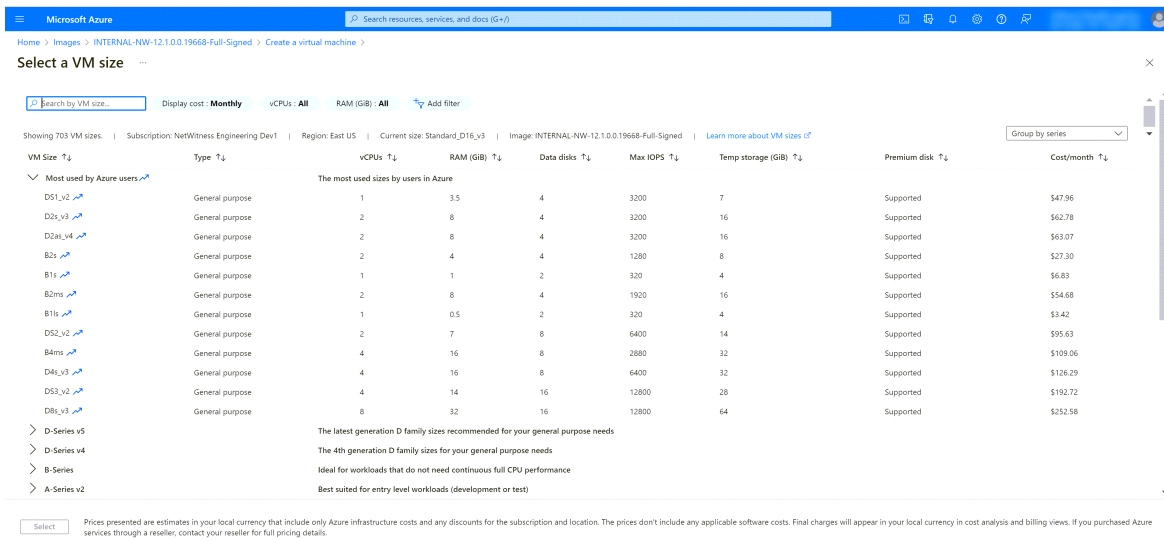 Microsoft Azure
Search resources, services, and docs (G+/)
Home > Images > INTERNAL-NW-12.1.0.0.19668-Full-Signed > Create a virtual machine >
Select a VM size ...
Search by VM size...
Display cost : Monthly
vCPUs : All
RAM (GiB) : All
Add filter
Showing 703 VM sizes. | Subscription: NetWitness Engineering Dev1 | Region: East US | Current size: Standard_D16_v3 | Image: INTERNAL-NW-12.1.0.0.19668-Full-Signed | Learn more about VM sizes
Group by series
VM Size ↑↓ Type ↑↓ vCPUs ↑↓ RAM (GiB) ↑↓ Data disks ↑↓ Max IOPS ↑↓ Temp storage (GiB) ↑↓ Premium disk ↑↓ Cost/month ↑↓
Most used by Azure users The most used sizes by users in Azure
DS1_v2 General purpose 1 3.5 4 3200 7 Supported $47.96
D2s_v3 General purpose 2 8 4 3200 16 Supported $62.78
D2as_v4 General purpose 2 8 4 3200 16 Supported $63.07
B2s General purpose 2 4 4 1280 8 Supported $27.30
B1s General purpose 1 1 2 320 4 Supported $6.83
B2ms General purpose 2 8 4 1920 16 Supported $54.68
B1ls General purpose 1 0.5 2 320 4 Supported $3.42
DS2_v2 General purpose 2 7 8 6400 14 Supported $95.63
B4ms General purpose 4 16 8 2880 32 Supported $109.06
D4s_v3 General purpose 4 16 8 6400 32 Supported $126.29
DS3_v2 General purpose 4 14 16 12800 28 Supported $192.72
D8s_v3 General purpose 8 32 16 12800 64 Supported $252.58
D-Series v5 The latest generation D family sizes recommended for your general purpose needs
D-Series v4 The 4th generation D family sizes for your general purpose needs
B-Series Ideal for workloads that do not need continuous full CPU performance
A-Series v2 Best suited for entry level workloads (development or test)
Select
Prices presented are estimates in your local currency that include only Azure infrastructure costs and any discounts for the subscription and location. The prices don't include any applicable software costs. Final charges will appear in your local currency in cost analysis and billing views. If you purchased Azure
services through a reseller, contact your reseller for full pricing details.